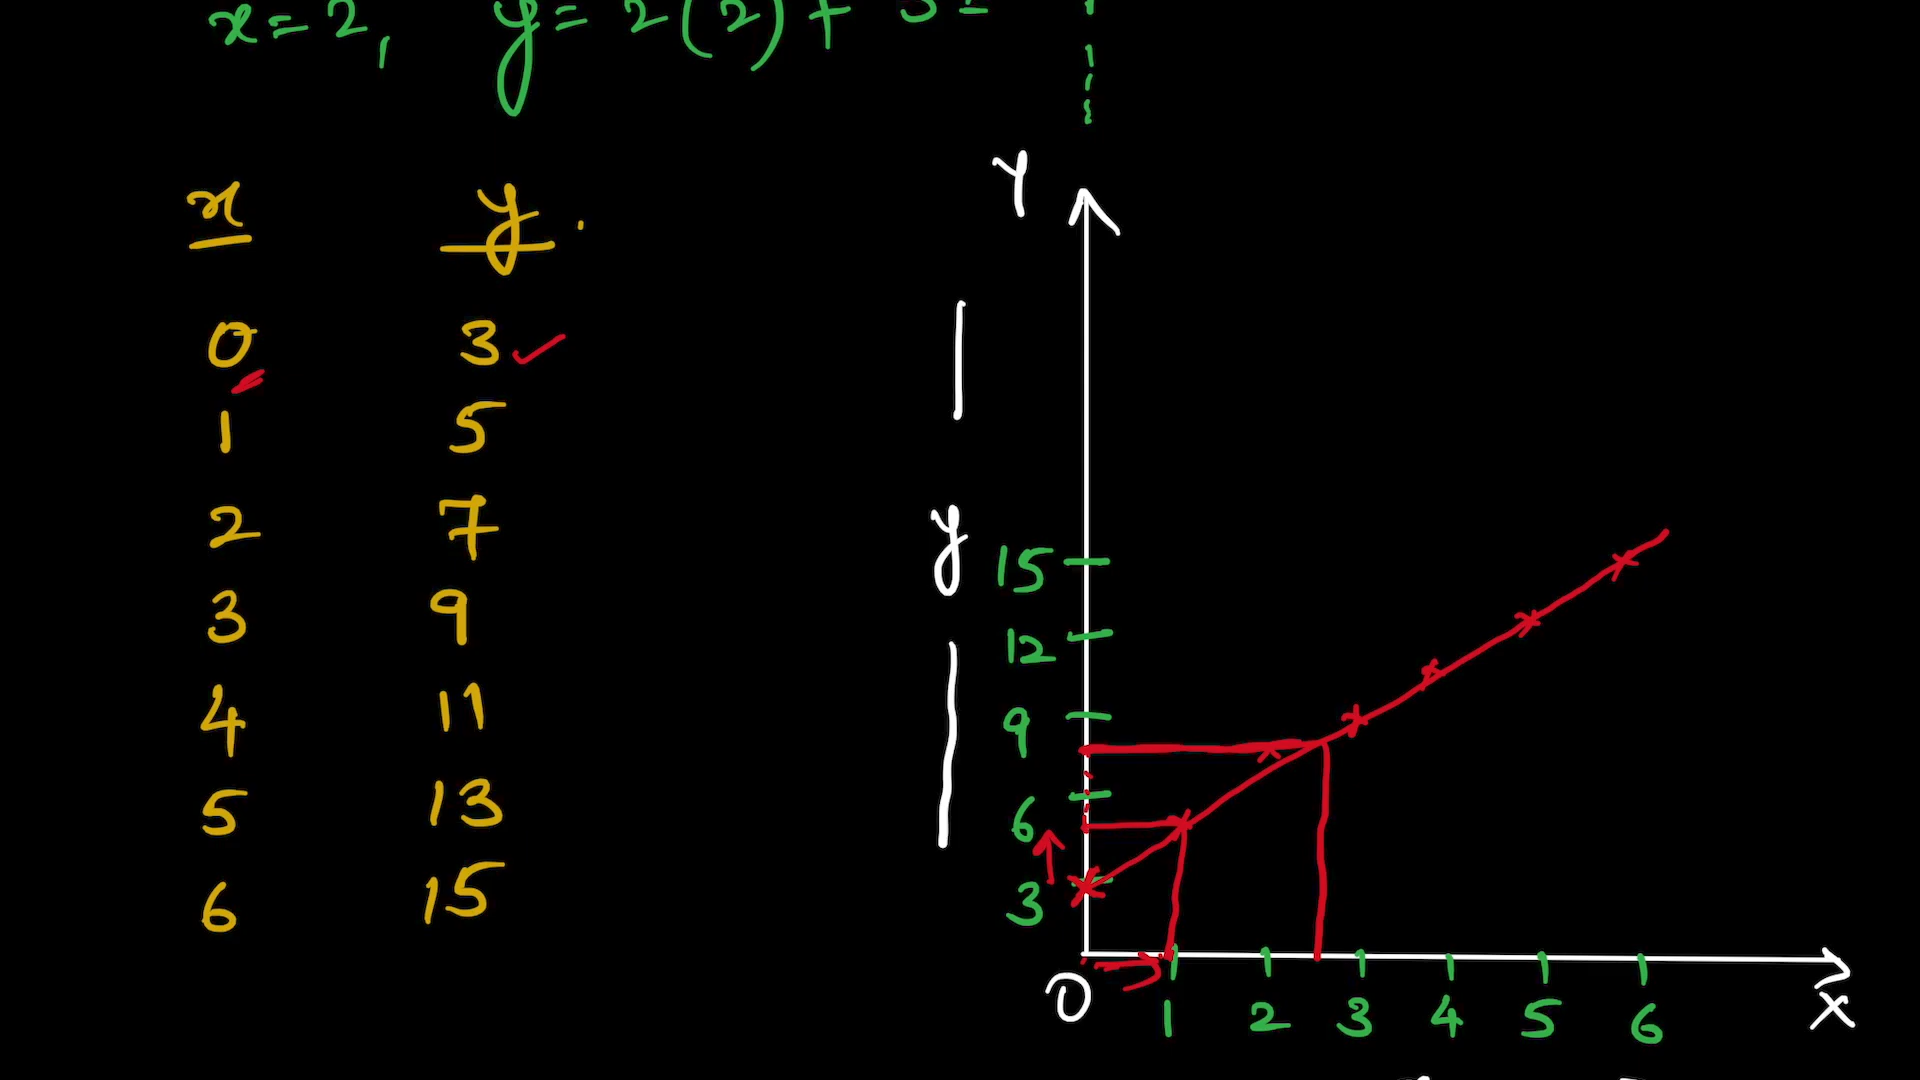 x = 2, y = 2(2) + 3 =
x y
0 3
1 5
2 7
3 9
4 11
5 13
6 15
Y
y
15
12
9
6
3
0 1 2 3 4 5 6 X